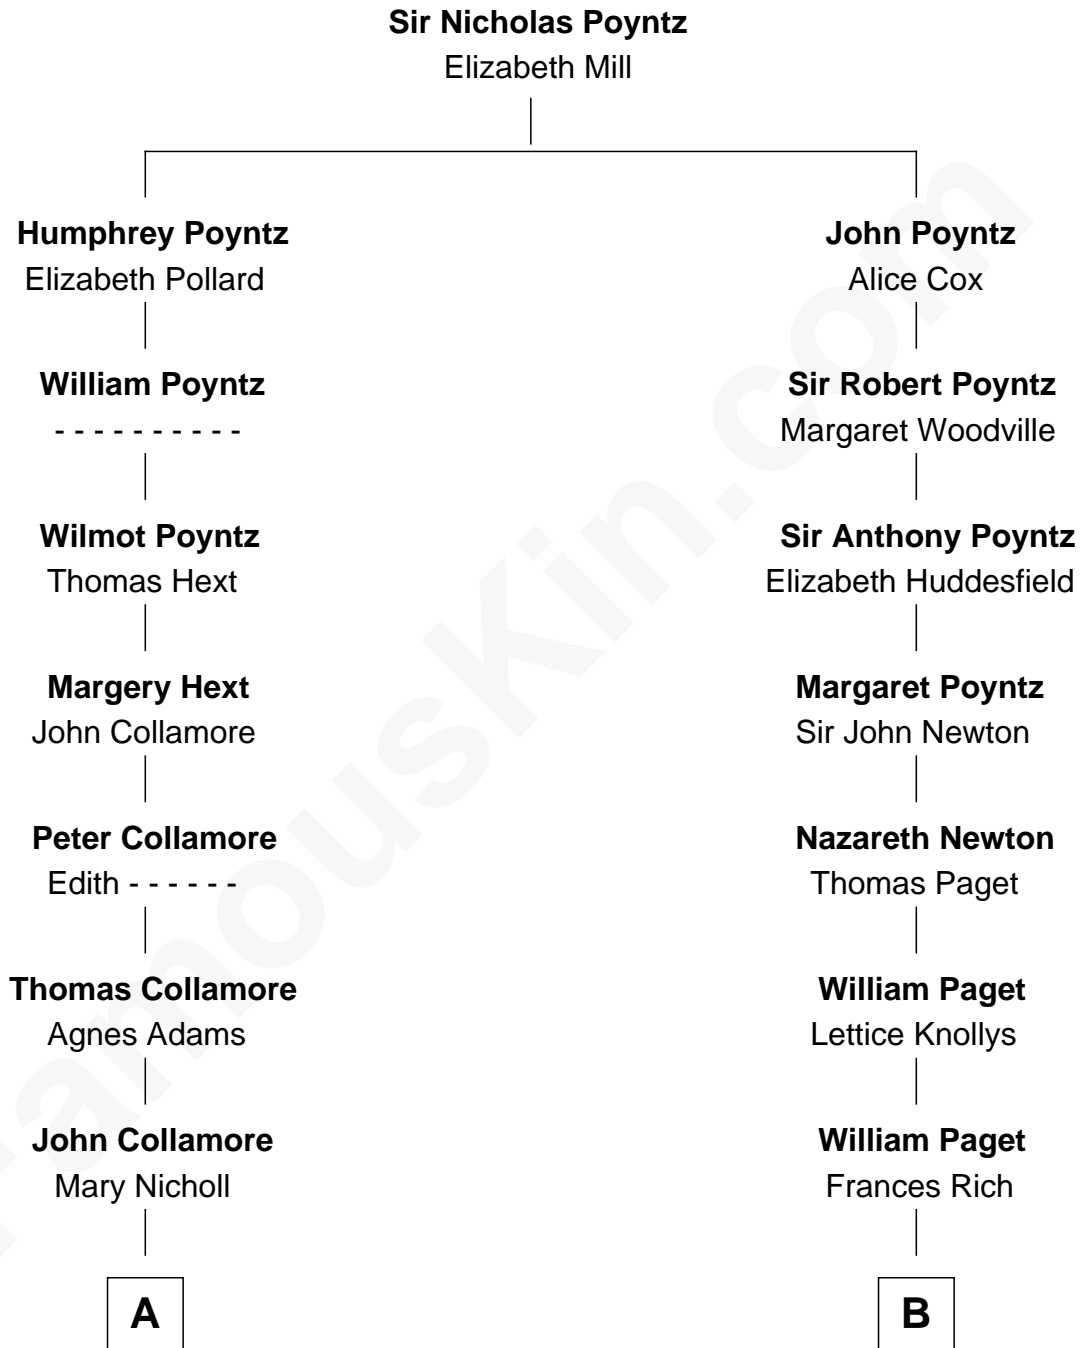 Sir Nicholas Poyntz
Elizabeth Mill
Humphrey Poyntz
Elizabeth Pollard
John Poyntz
Alice Cox
William Poyntz
- - - - - - - - - -
Sir Robert Poyntz
Margaret Woodville
Wilmot Poyntz
Thomas Hext
Sir Anthony Poyntz
Elizabeth Huddesfield
Margery Hext
John Collamore
Margaret Poyntz
Sir John Newton
Peter Collamore
Edith - - - - - -
Nazareth Newton
Thomas Paget
Thomas Collamore
Agnes Adams
William Paget
Lettice Knollys
John Collamore
Mary Nicholl
William Paget
Frances Rich
A
B
FamousKin.com